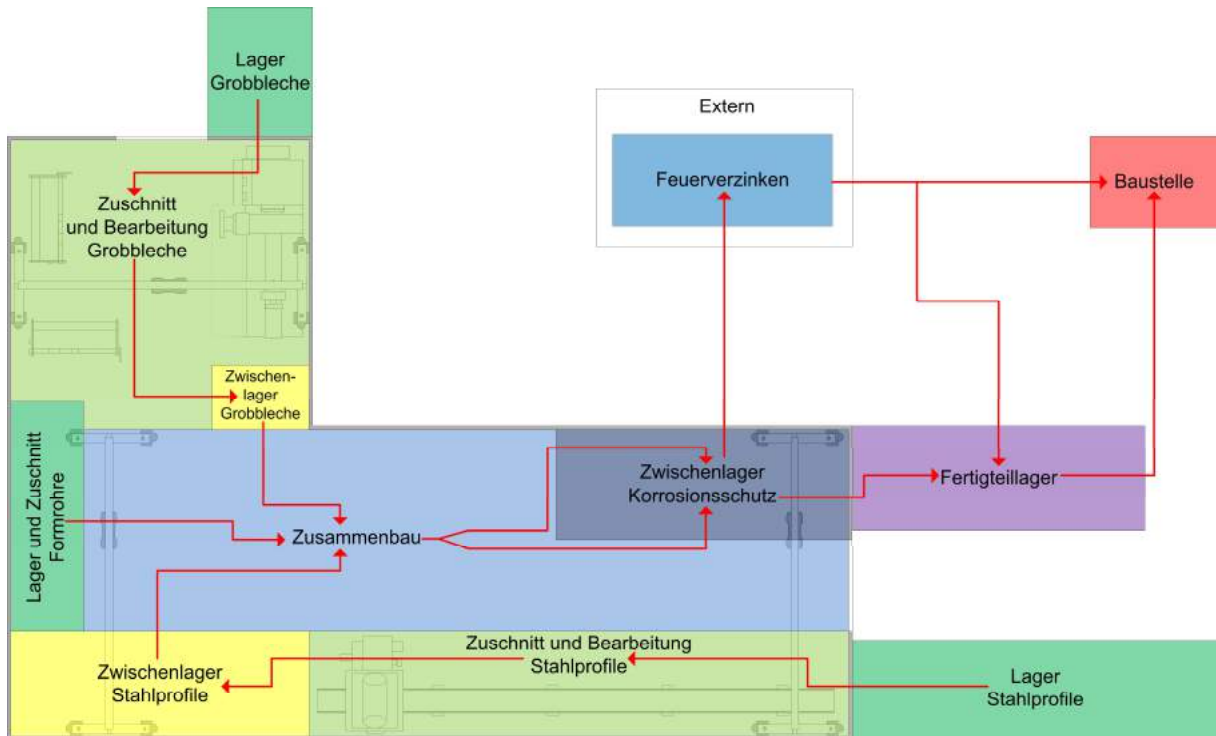 Lager
Grobbleche
Extern
Feuerverzinken
Baustelle
Zuschnitt
und Bearbeitung
Grobbleche
Zwischen-
lager
Grobbleche
Lager und Zuschnitt
Formrohre
Zwischenlager
Korrosionsschutz
Fertigteillager
Zusammenbau
Zuschnitt und Bearbeitung
Stahlprofile
Zwischenlager
Stahlprofile
Lager
Stahlprofile